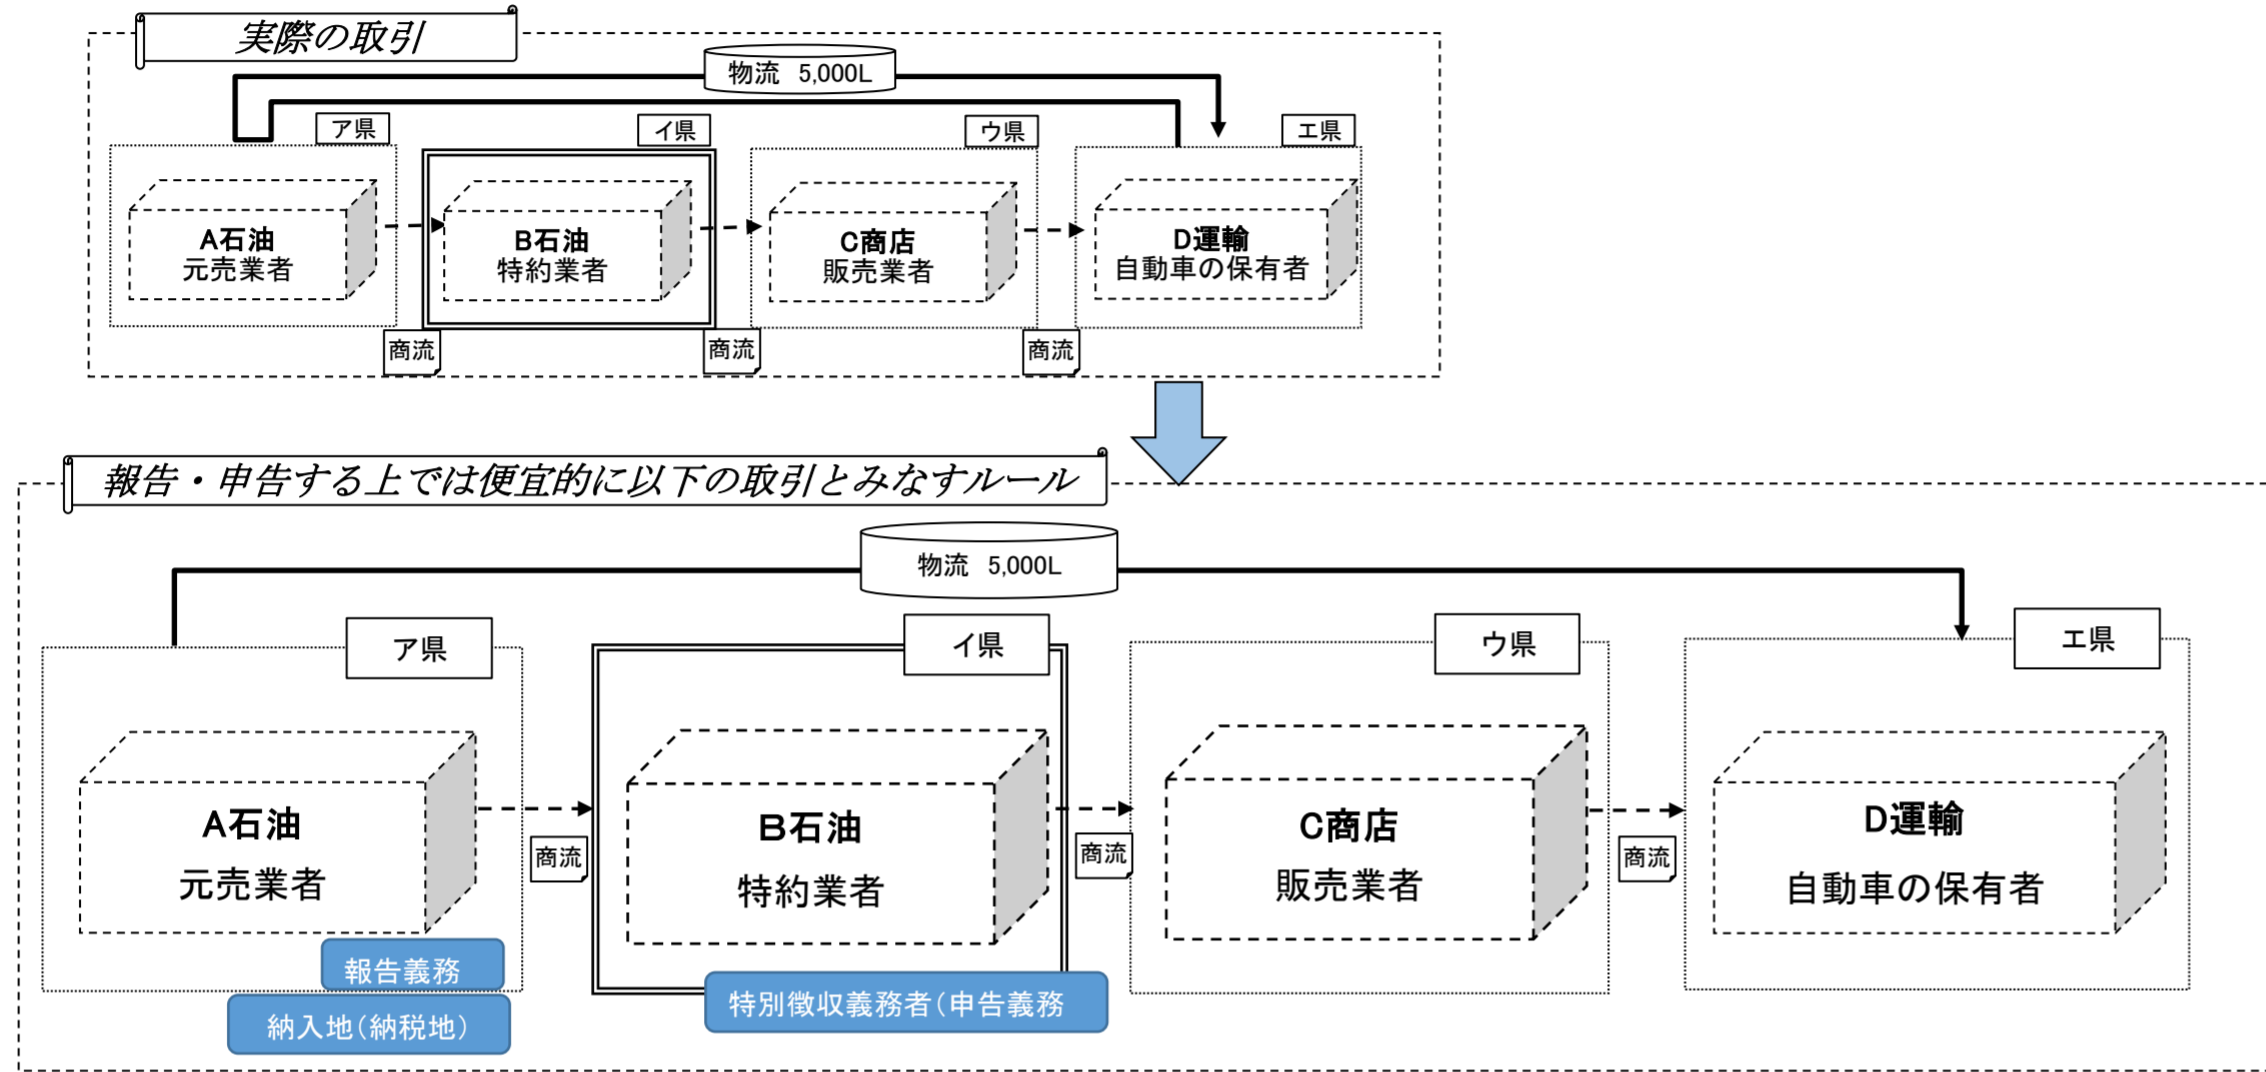 実際の取引
物流 5,000L
ア県
イ県
ウ県
エ県
A石油
元売業者
B石油
特約業者
C商店
販売業者
D運輸
自動車の保有者
商流
商流
商流
報告・申告する上では便宜的に以下の取引とみなすルール
物流 5,000L
ア県
イ県
ウ県
エ県
A石油
元売業者
商流
B石油
特約業者
商流
C商店
販売業者
商流
D運輸
自動車の保有者
報告義務
納入地(納税地)
特別徴収義務者(申告義務